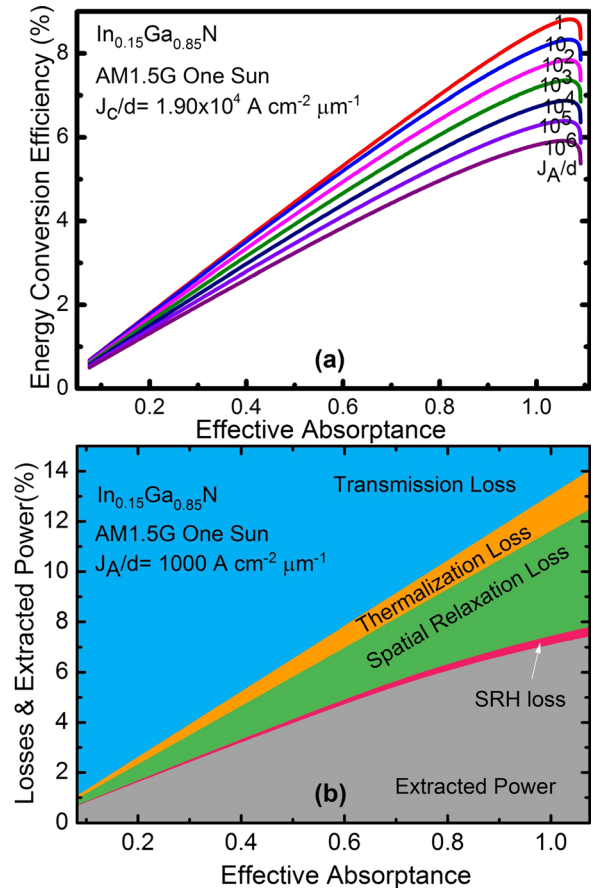 Energy Conversion Efficiency (%)
8
6
4
2
0
In0.15Ga0.85N
AM1.5G One Sun
JC/d= 1.90x10^4 A cm^-2 μm^-1
1
10
10^2
10^3
10^4
10^5
10^6
JA/d
(a)
0.2 0.4 0.6 0.8 1.0
Effective Absorptance
Losses & Extracted Power(%)
14
12
10
8
6
4
2
0
In0.15Ga0.85N
AM1.5G One Sun
JA/d= 1000 A cm^-2 μm^-1
Transmission Loss
Thermalization Loss
Spatial Relaxation Loss
SRH loss
Extracted Power
(b)
0.2 0.4 0.6 0.8 1.0
Effective Absorptance